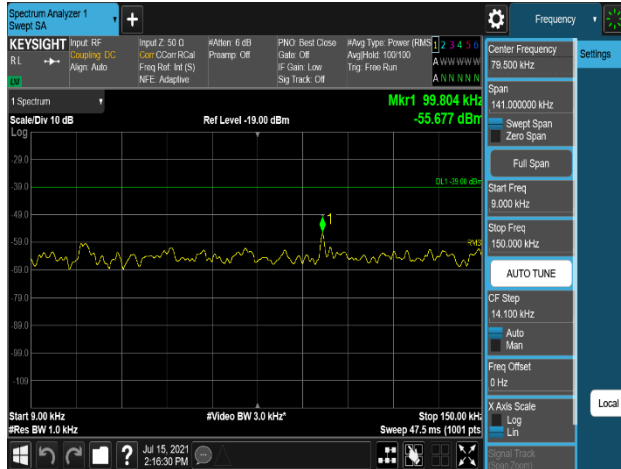 Spectrum Analyzer 1
Swept SA
+
Frequency
KEYSIGHT
R L
LV
Input: RF
Coupling: DC
Align: Auto
Input Z: 50 Ω
Corr CCorr RCal
Freq Ref: Int (S)
NFE: Adaptive
#Atten: 6 dB
Preamp: Off
PNO: Best Close
Gate: Off
IF Gain: Low
Sig Track: Off
#Avg Type: Power (RMS
Avg|Hold: 100/100
Trig: Free Run
1 2 3 4 5 6
A W W W W W
A N N N N N
1 Spectrum
Scale/Div 10 dB
Log
Ref Level -19.00 dBm
Mkr1 99.804 kHz
-55.677 dBm
-29.0
-39.0
-49.0
-59.0
-69.0
-79.0
-89.0
-99.0
-109
DL1 -39.00 dBm
1
RMS
Start 9.00 kHz
#Res BW 1.0 kHz
#Video BW 3.0 kHz*
Stop 150.00 kHz
Sweep 47.5 ms (1001 pts
?
Jul 15, 2021
2:16:30 PM
Center Frequency
79.500 kHz
Span
141.000000 kHz
Swept Span
Zero Span
Full Span
Start Freq
9.000 kHz
Stop Freq
150.000 kHz
AUTO TUNE
CF Step
14.100 kHz
Auto
Man
Freq Offset
0 Hz
X Axis Scale
Log
Lin
Signal Track
(Span Zoom)
Settings
Local